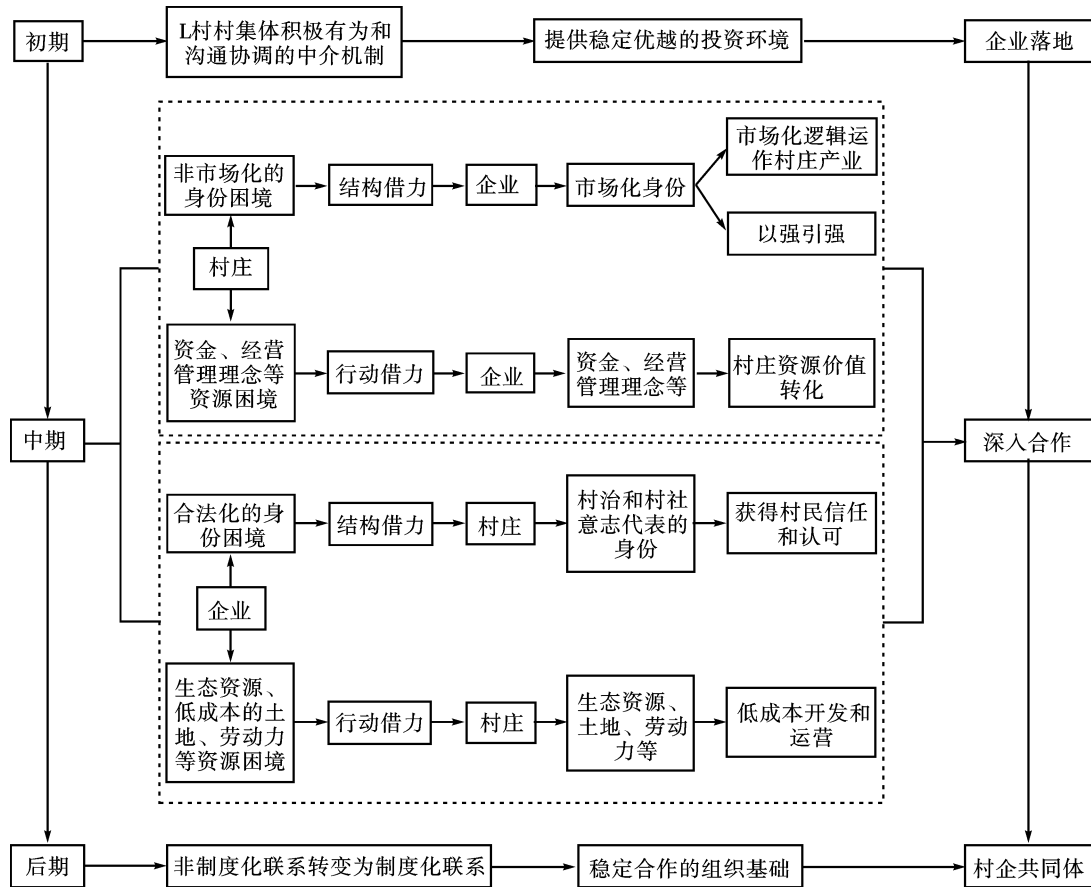 初期
L村村集体积极有为和
沟通协调的中介机制
提供稳定优越的投资环境
企业落地
非市场化的
身份困境
结构借力
企业
市场化身份
市场化逻辑运
作村庄产业
以强引强
村庄
资金、经营
管理理念等
资源困境
行动借力
企业
资金、经营
管理理念等
村庄资源价值
转化
中期
深入合作
合法化的身
份困境
结构借力
村庄
村治和村社
意志代表的
身份
获得村民信任
和认可
企业
生态资源、
低成本的土
地、劳动力
等资源困境
行动借力
村庄
生态资源、
土地、劳动
力等
低成本开发和
运营
后期
非制度化联系转变为制度化联系
稳定合作的组织基础
村企共同体